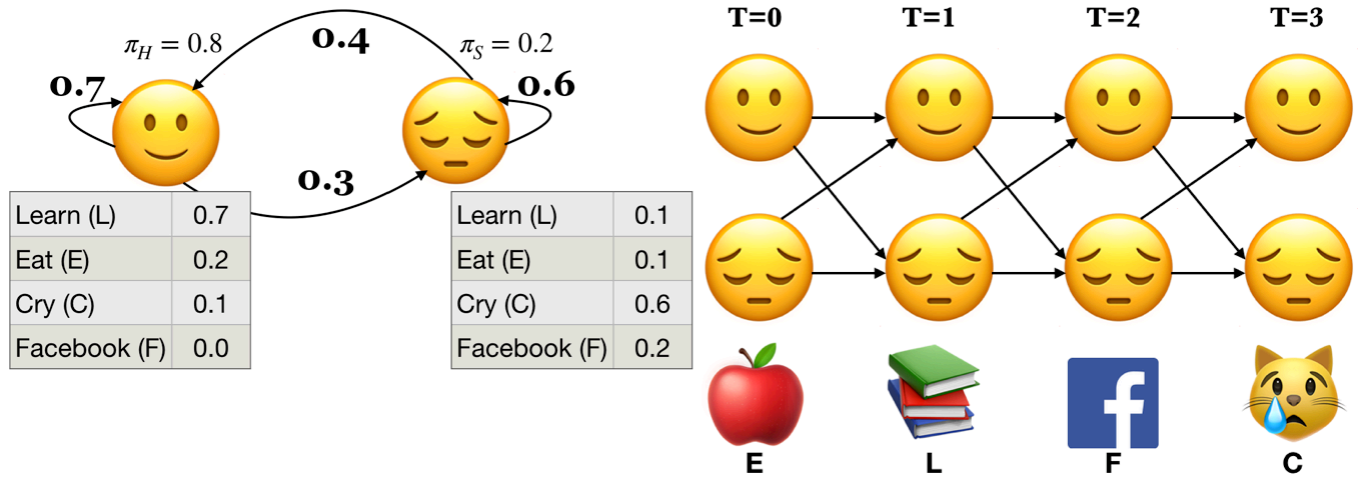 π_H = 0.8
0.4
π_S = 0.2
0.7
0.6
0.3
Learn (L) 0.7
Eat (E) 0.2
Cry (C) 0.1
Facebook (F) 0.0
Learn (L) 0.1
Eat (E) 0.1
Cry (C) 0.6
Facebook (F) 0.2
T=0 T=1 T=2 T=3
f
E L F C